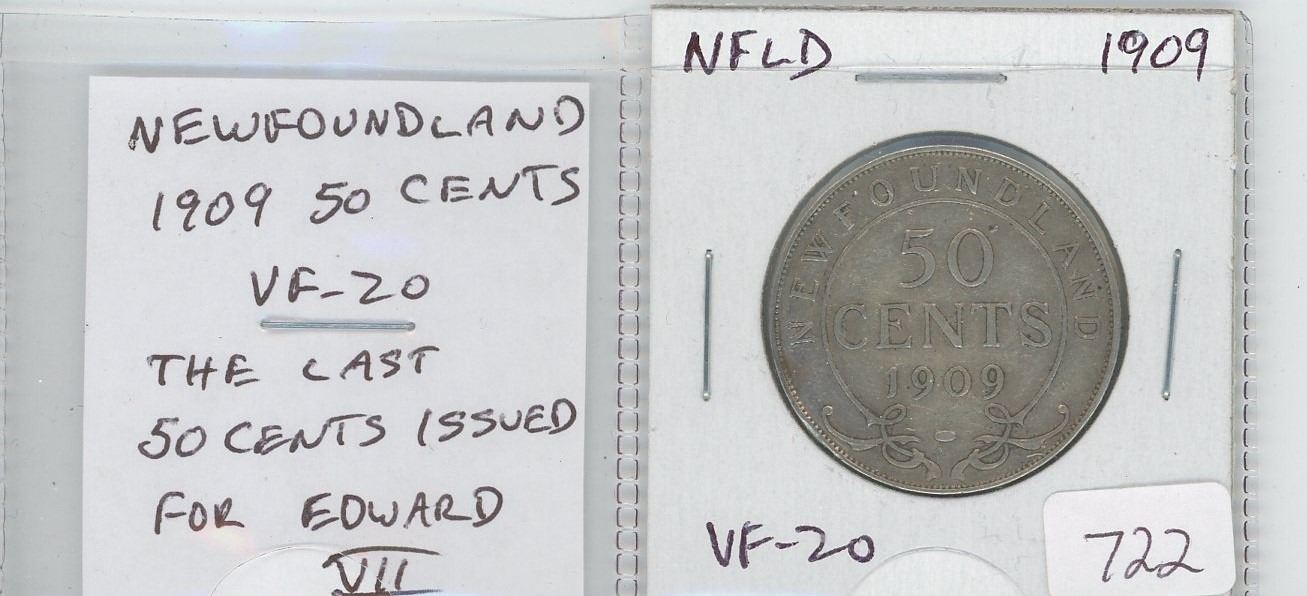 NEWFOUNDLAND
1909 50 CENTS
VF-20
THE LAST
50 CENTS ISSUED
FOR EDWARD
VII
NFLD 1909
NEWFOUNDLAND
50
CENTS
1909
VF-20
722